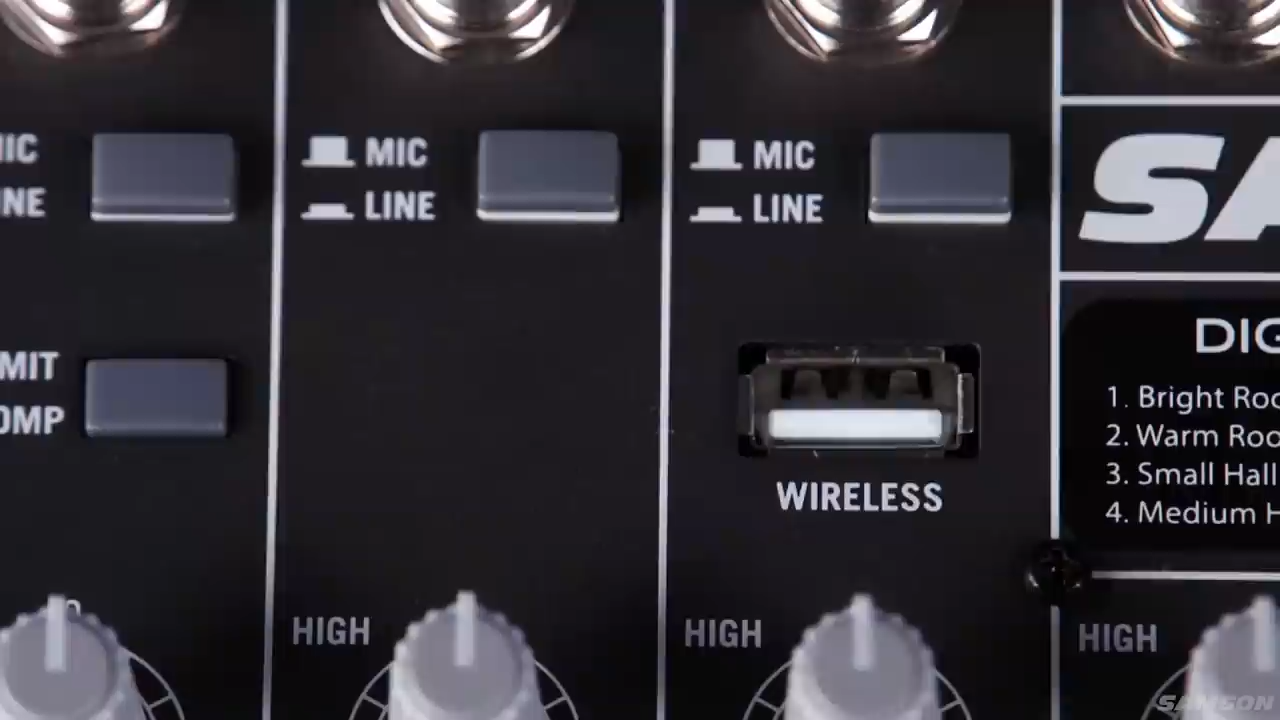 MIC
LINE
MIC
LINE
WIRELESS
DIG
1. Bright Roo
2. Warm Roo
3. Small Hall
4. Medium H
HIGH
HIGH
HIGH
SAMSON